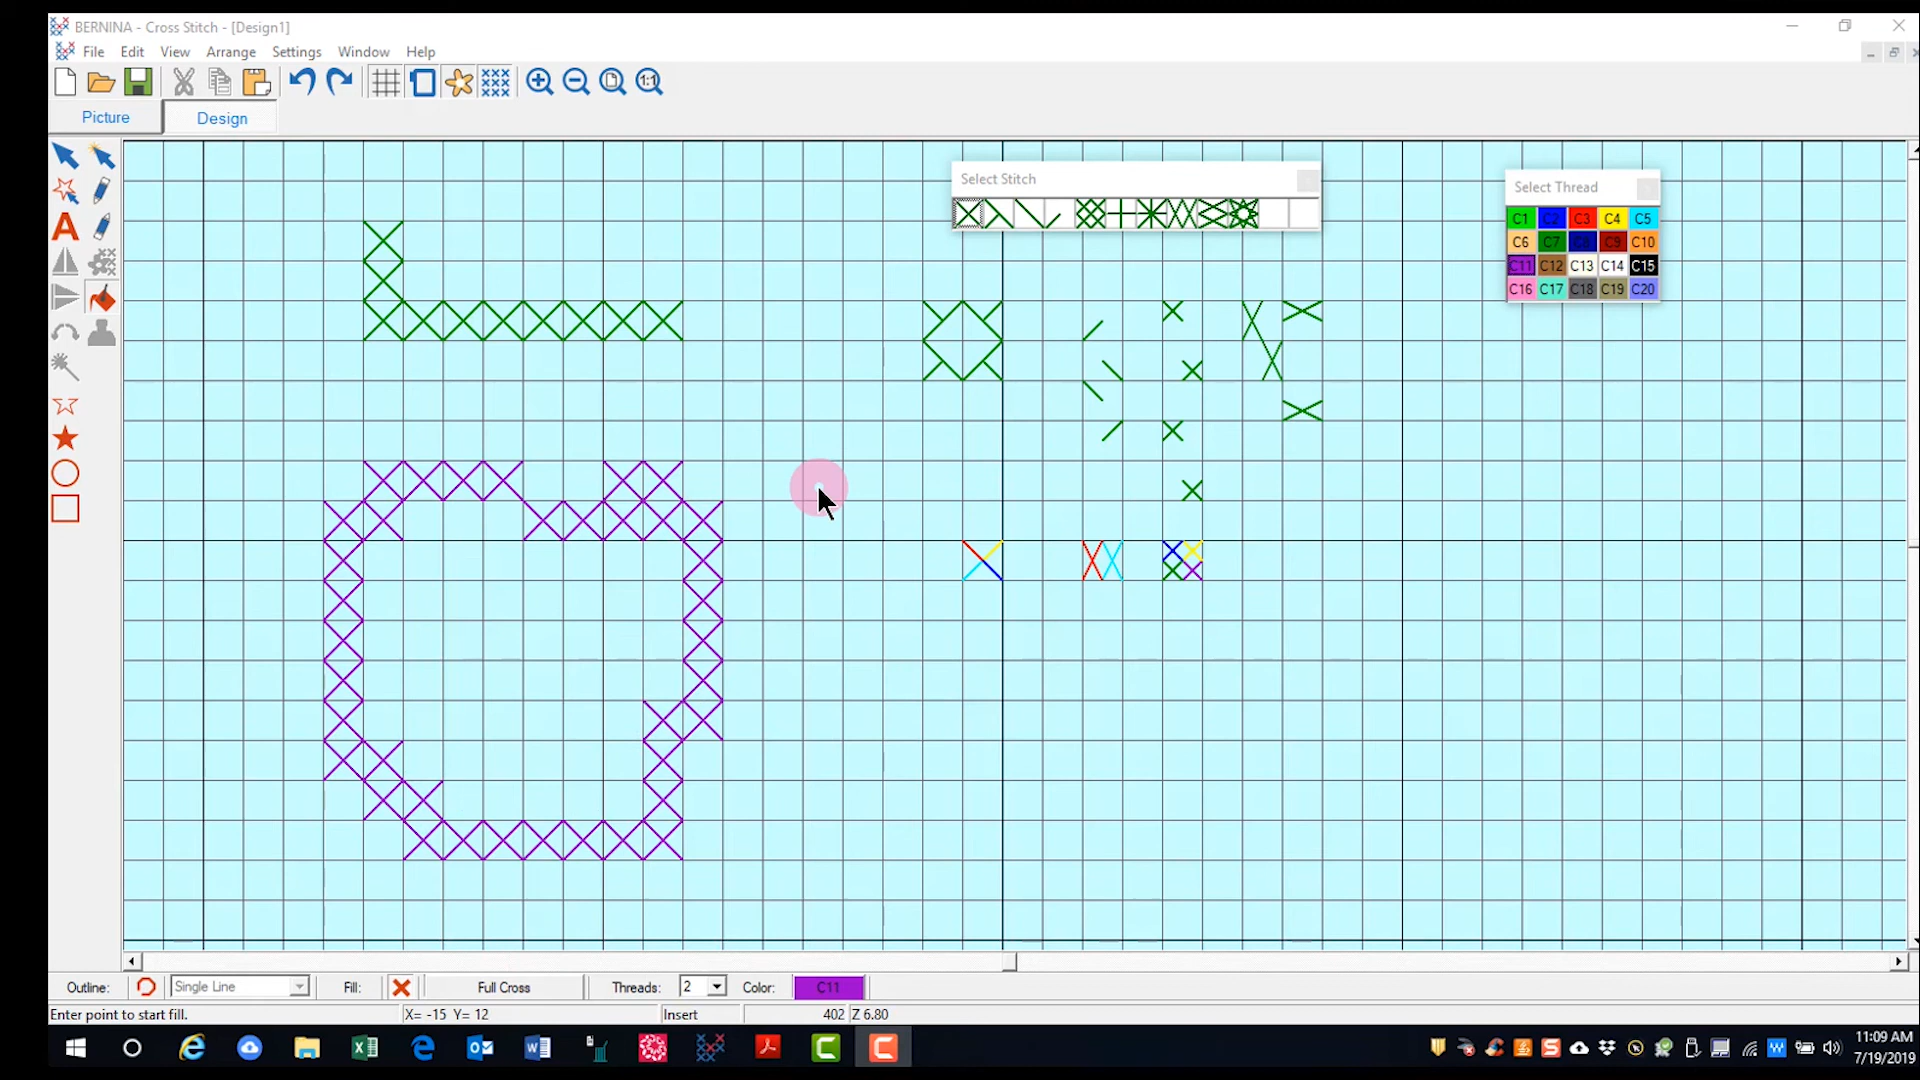 BERNINA - Cross Stitch - [Design1]
File Edit View Arrange Settings Window Help
1:1
Picture Design
Select Stitch
Select Thread
C1 C2 C3 C4 C5
C6 C7 C8 C9 C10
C11 C12 C13 C14 C15
C16 C17 C18 C19 C20
A
Outline: Single Line Fill: Full Cross Threads: 2 Color: C11
Enter point to start fill. X= -15 Y= 12 Insert 402 Z 6.80
11:09 AM
7/19/2019